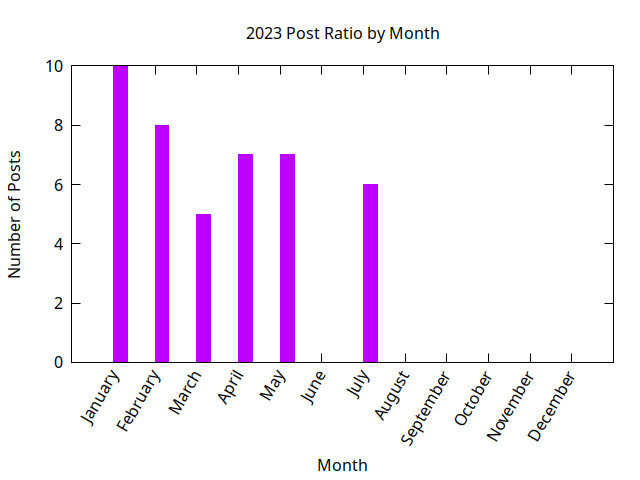 2023 Post Ratio by Month
Number of Posts
10
8
6
4
2
0
January
February
March
April
May
June
July
August
September
October
November
December
Month